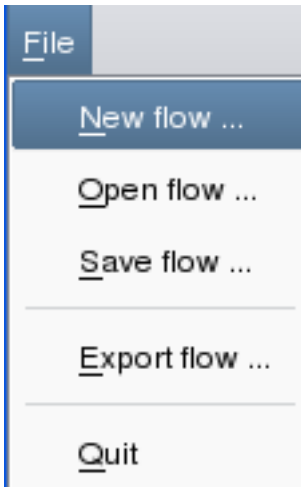 File
New flow ...
Open flow ...
Save flow ...
Export flow ...
Quit